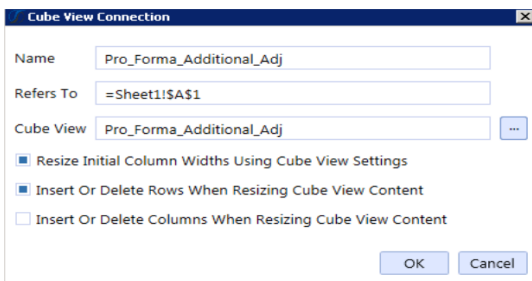 Cube View Connection
Name Pro_Forma_Additional_Adj
Refers To =Sheet1!$A$1
Cube View Pro_Forma_Additional_Adj ...
Resize Initial Column Widths Using Cube View Settings
Insert Or Delete Rows When Resizing Cube View Content
Insert Or Delete Columns When Resizing Cube View Content
OK Cancel